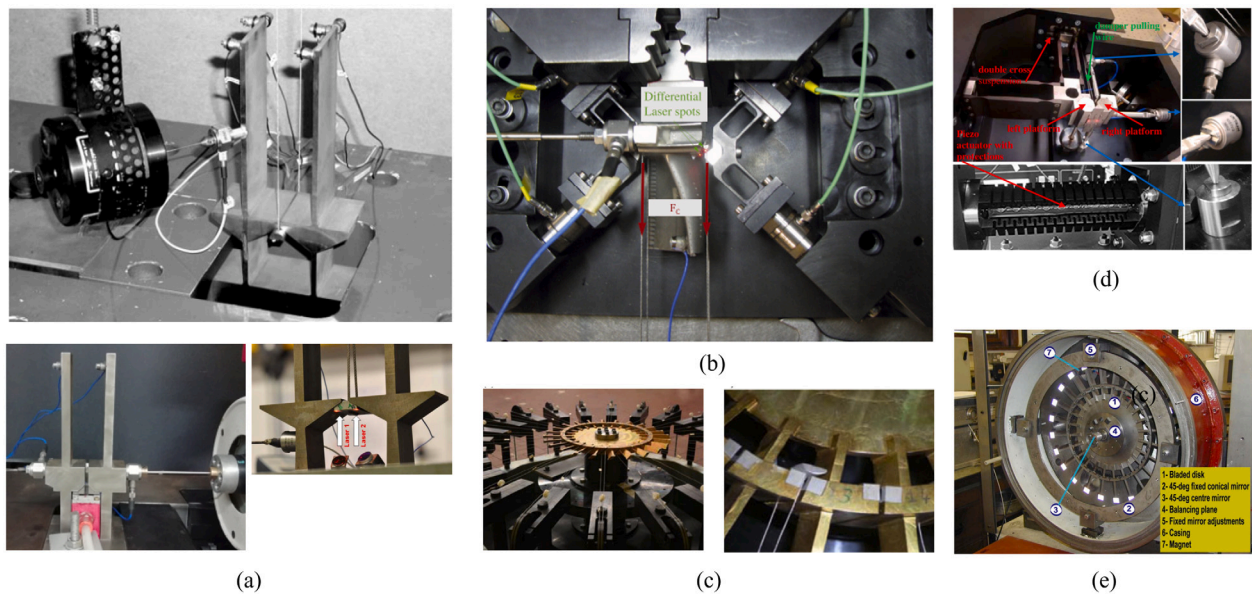 Laser 1
Laser 2
(a)
Differential
Laser spots
F_C
(b)
(c)
damper pulling
wire
double cross
left platform
right platform
Piezo
actuator with
protections
(d)
7
5
(c)
1
6
4
3
2
1- Bladed disk
2- 45-deg fixed conical mirror
3- 45-deg centre mirror
4- Balancing plane
5- Fixed mirror adjustments
6- Casing
7- Magnet
(e)